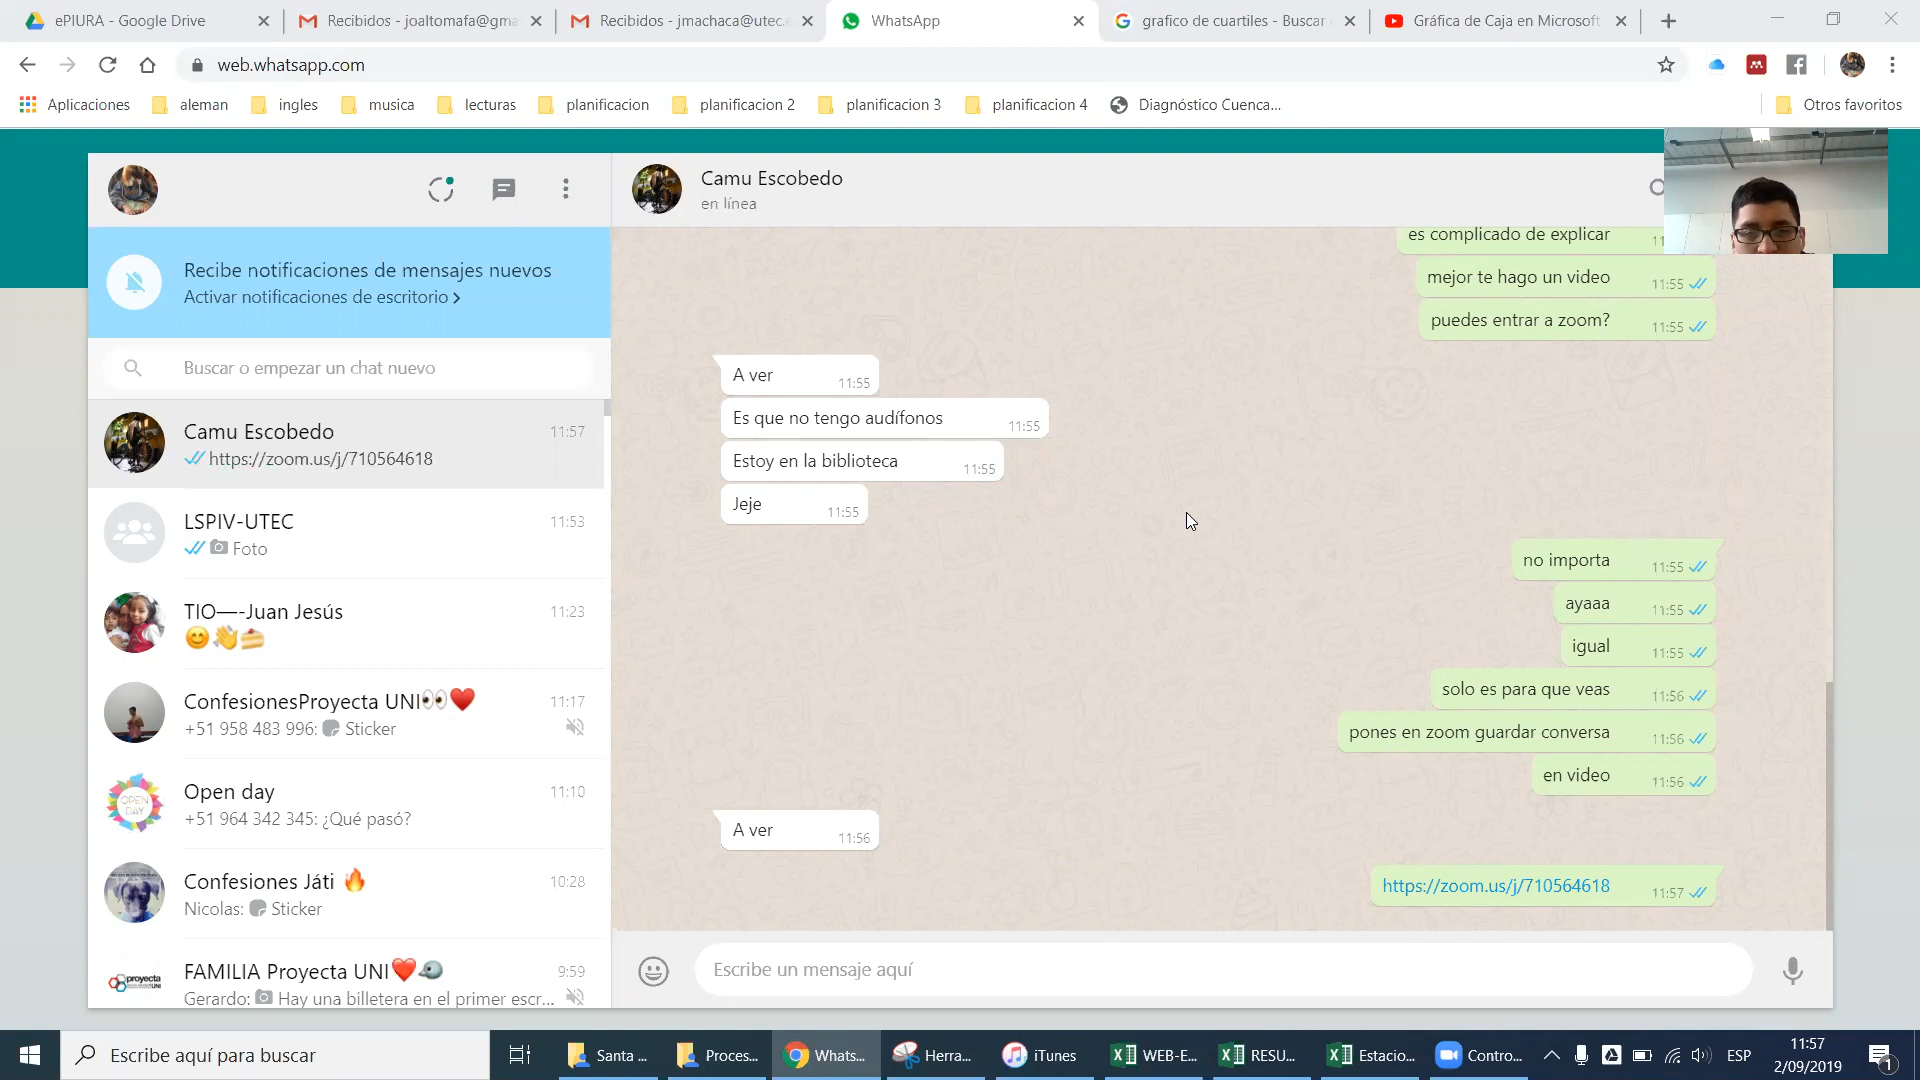 ePIURA - Google Drive
Recibidos - joaltomafa@gma
Recibidos - jmachaca@utec.e
WhatsApp
grafico de cuartiles - Buscar
Gráfica de Caja en Microsoft
web.whatsapp.com
Aplicaciones
aleman
ingles
musica
lecturas
planificacion
planificacion 2
planificacion 3
planificacion 4
Diagnóstico Cuenca...
Otros favoritos
Recibe notificaciones de mensajes nuevos
Activar notificaciones de escritorio
Buscar o empezar un chat nuevo
Camu Escobedo
11:57
https://zoom.us/j/710564618
LSPIV-UTEC
11:53
Foto
TIO—-Juan Jesús
11:23
😊👋🍰
ConfesionesProyecta UNI👀❤️
11:17
+51 958 483 996: Sticker
Open day
11:10
OPEN
DAY
+51 964 342 345: ¿Qué pasó?
Confesiones Játi 🔥
10:28
Nicolas: Sticker
FAMILIA Proyecta UNI❤️🐧
9:59
proyecta
Gerardo: Hay una billetera en el primer escr...
Camu Escobedo
en línea
es complicado de explicar
11
mejor te hago un video
11:55
puedes entrar a zoom?
11:55
A ver
11:55
Es que no tengo audífonos
11:55
Estoy en la biblioteca
11:55
Jeje
11:55
no importa
11:55
ayaaa
11:55
igual
11:55
solo es para que veas
11:56
pones en zoom guardar conversa
11:56
en video
11:56
A ver
11:56
https://zoom.us/j/710564618
11:57
Escribe un mensaje aquí
Escribe aquí para buscar
Santa ...
Proces...
Whats...
Herra...
iTunes
WEB-E...
RESU...
Estacio...
Contro...
ESP
11:57
2/09/2019
1